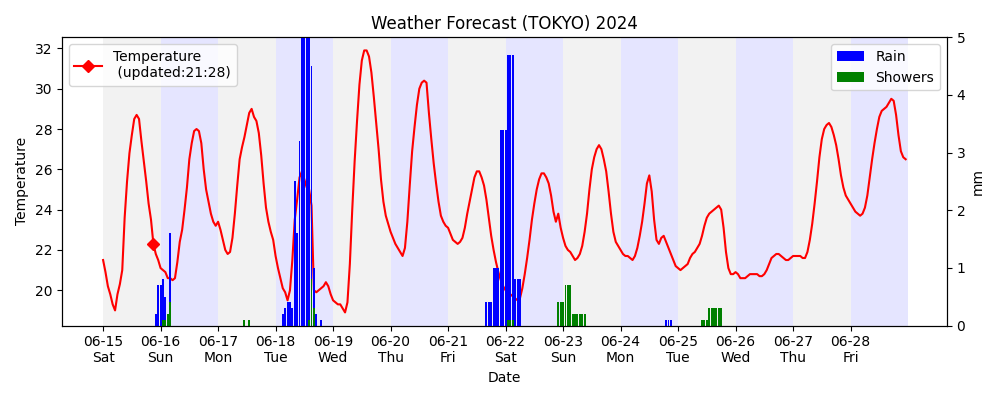 Weather Forecast (TOKYO) 2024
Temperature
(updated:21:28)
Rain
Showers
Temperature
32
30
28
26
24
22
20
5
4
3
2
1
0
mm
06-15 06-16 06-17 06-18 06-19 06-20 06-21 06-22 06-23 06-24 06-25 06-26 06-27 06-28
Sat Sun Mon Tue Wed Thu Fri Sat Sun Mon Tue Wed Thu Fri
Date